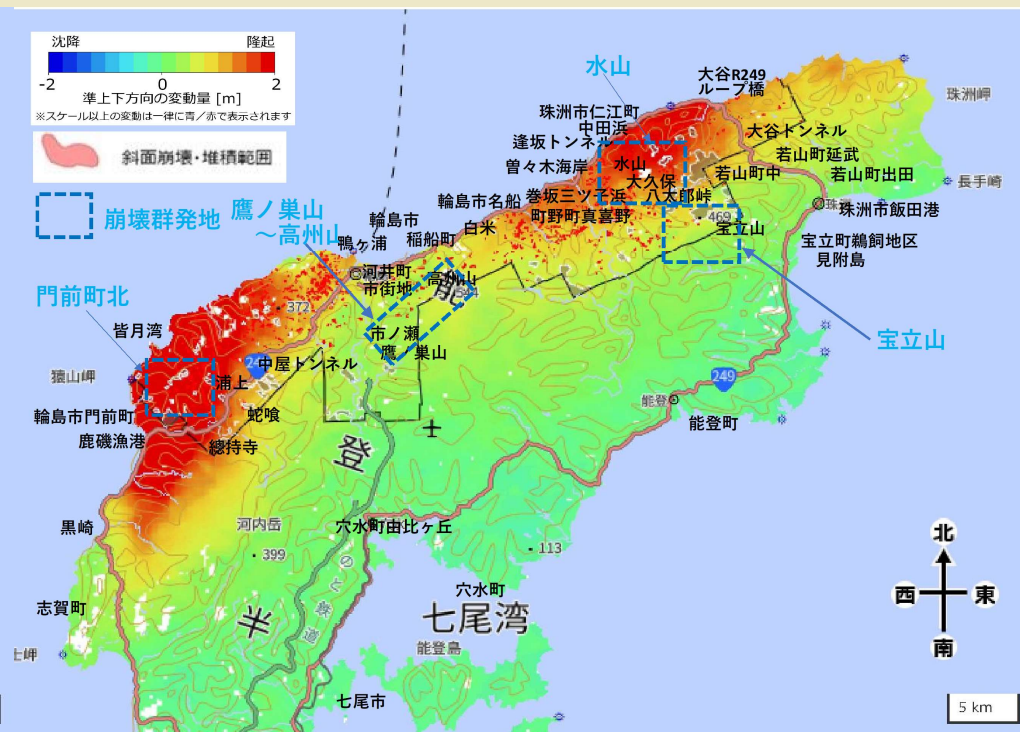 沈降 隆起
-2 0 2
準上下方向の変動量 [m]
※スケール以上の変動は一律に青／赤で表示されます
斜面崩壊・堆積範囲
崩壊群発地
鷹ノ巣山
～高州山
水山
大谷R249
ループ橋
珠洲岬
珠洲市仁江町
中田浜
逢坂トンネル
大谷トンネル
曽々木海岸
水山
若山町延武
若山町中
若山町出田
長手崎
大久保
輪島市名船
巻坂三ツ子浜
八太郎峠
町野町真喜野
469
宝立山
珠洲市飯田港
輪島市
鴨ヶ浦
稲船町
白米
宝立町鵜飼地区
見附島
河井町
市街地
高州山
能
門前町北
372
皆月湾
市ノ瀬
鷹ノ巣山
宝立山
猿山岬
中屋トンネル
浦上
249
能登
能登町
輪島市門前町
蛇喰
鹿磯漁港
總持寺
登
黒崎
河内岳
399
穴水町由比ヶ丘
113
北
西 東
南
穴水町
志賀町
のと鉄道
半
七尾湾
能登島
七尾市
5 km